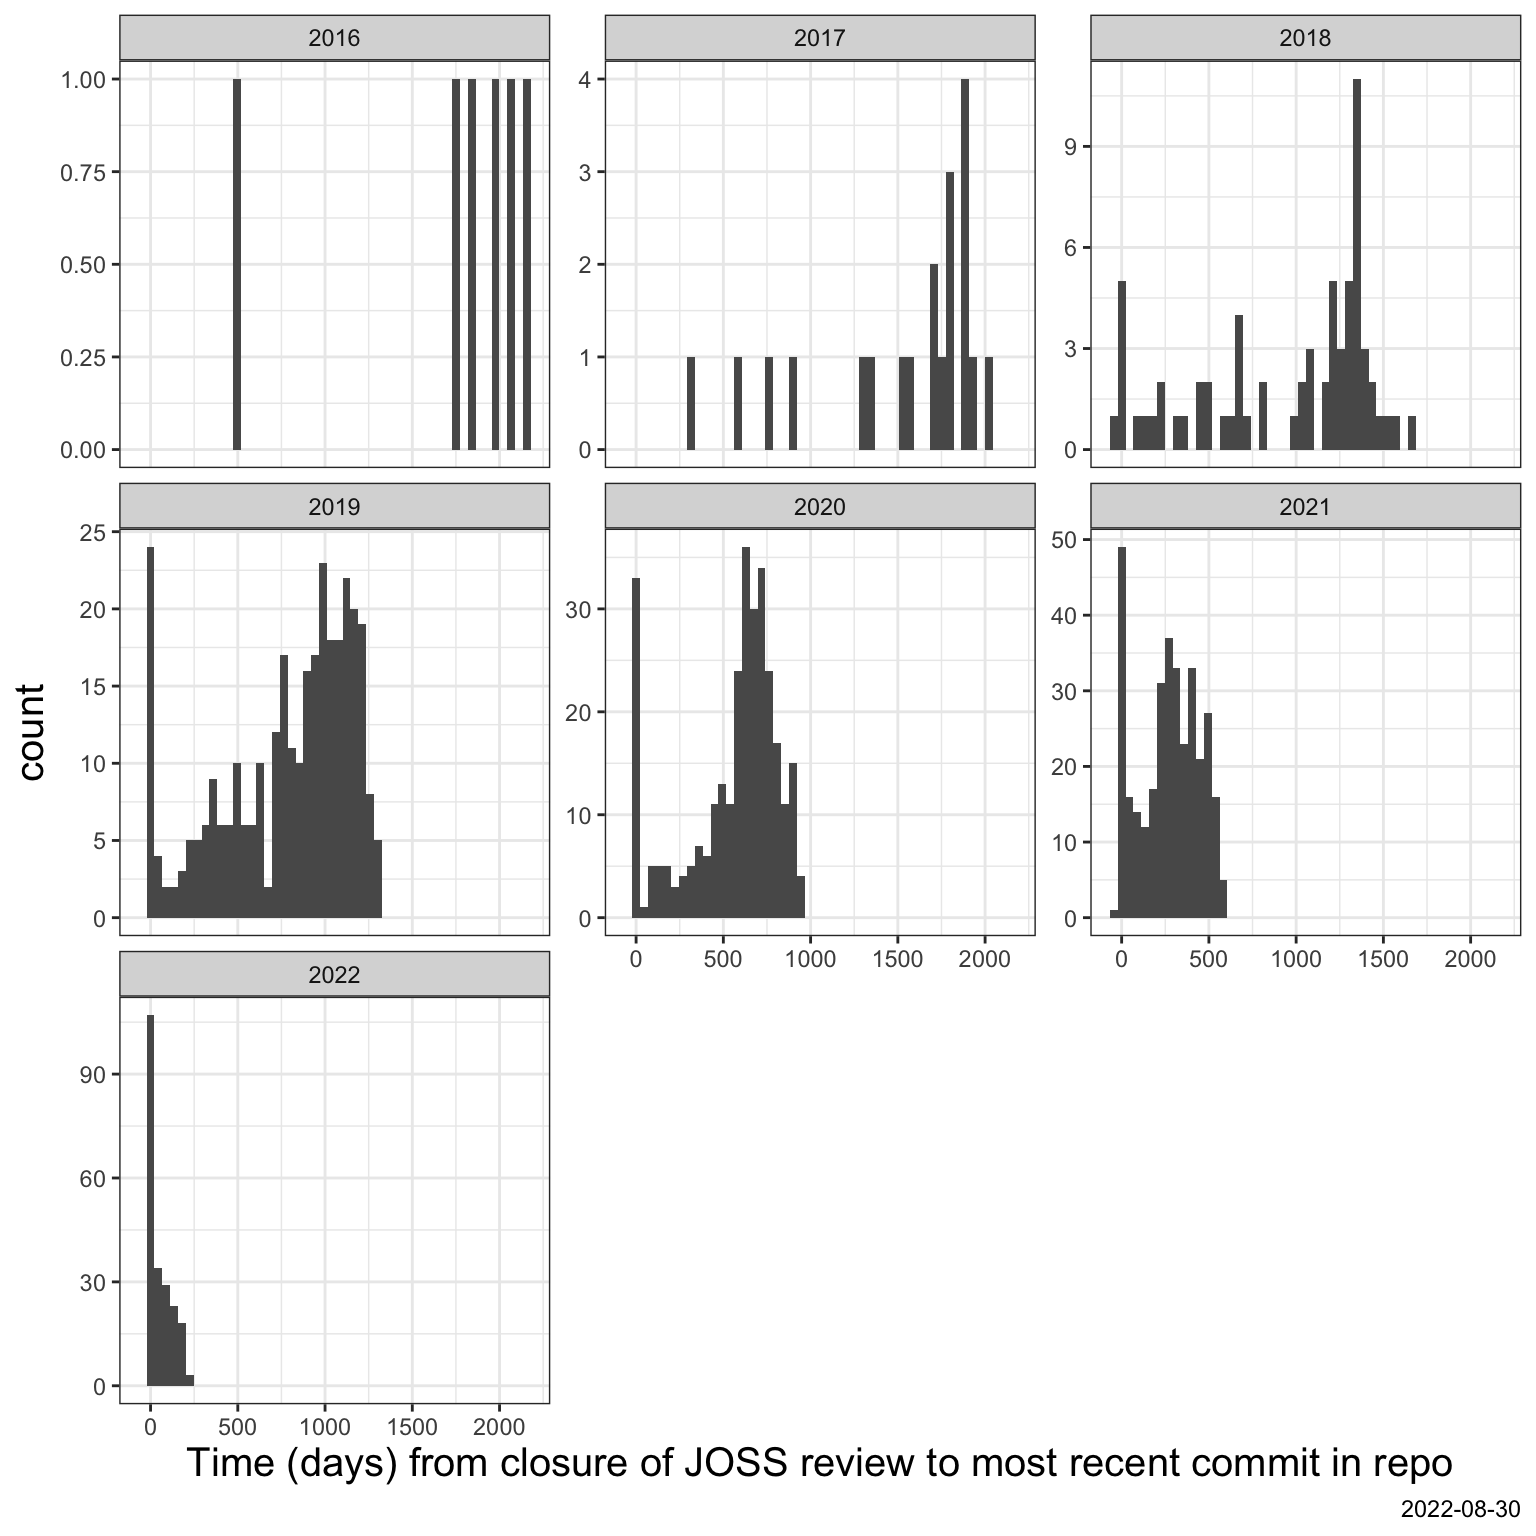 2016 2017 2018
1.00 4 9
0.75 3 6
0.50 2 3
0.25 1 0
0.00 0
2019 2020 2021
25 30 50
20 20 40
15 10 30
10 0 20
5 10
0 0
0 500 1000 1500 2000 0 500 1000 1500 2000
2022
90
60
30
0
0 500 1000 1500 2000
count
Time (days) from closure of JOSS review to most recent commit in repo
2022-08-30